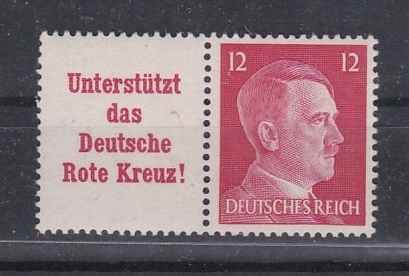 Unterstützt
das
Deutsche
Rote Kreuz!
12 12
DEUTSCHES REICH